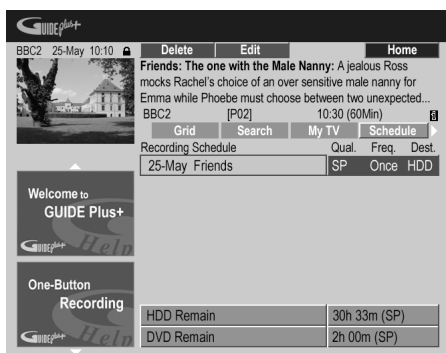 GUIDE plus+
BBC2 25-May 10:10
Delete Edit Home
Friends: The one with the Male Nanny: A jealous Ross
mocks Rachel's choice of an over sensitive male nanny for
Emma while Phoebe must choose between two unexpected...
BBC2 [P02] 10:30 (60Min)
Grid Search My TV Schedule
Recording Schedule Qual. Freq. Dest.
25-May Friends SP Once HDD
Welcome to
GUIDE Plus+
GUIDE plus+ Help
One-Button
Recording
GUIDE plus+ Help
HDD Remain 30h 33m (SP)
DVD Remain 2h 00m (SP)